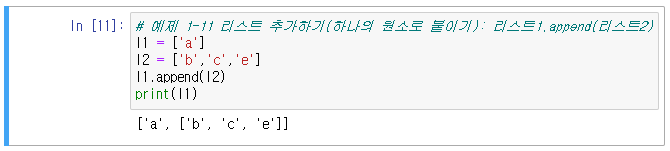 In [11]: # 예제 1-11 리스트 추가하기(하나의 원소로 붙이기): 리스트1.append(리스트2)
l1 = ['a']
l2 = ['b','c','e']
l1.append(l2)
print(l1)
['a', ['b', 'c', 'e']]